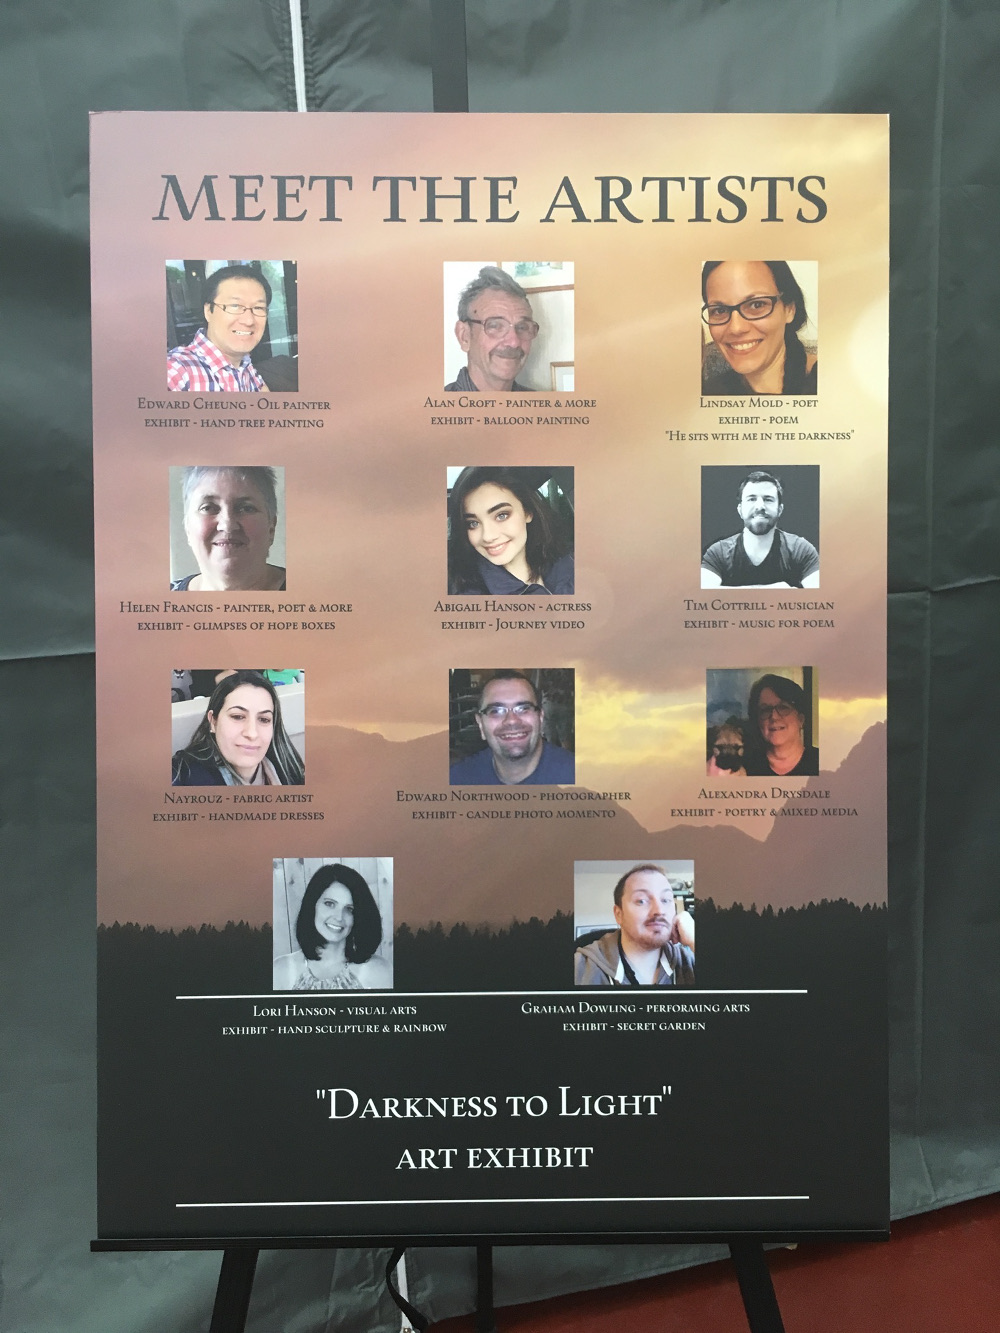 MEET THE ARTISTS
EDWARD CHEUNG - OIL PAINTER
EXHIBIT - HAND TREE PAINTING
ALAN CROFT - PAINTER & MORE
EXHIBIT - BALLOON PAINTING
LINDSAY MOLD - POET
EXHIBIT - POEM
"HE SITS WITH ME IN THE DARKNESS"
HELEN FRANCIS - PAINTER, POET & MORE
EXHIBIT - GLIMPSES OF HOPE BOXES
ABIGAIL HANSON - ACTRESS
EXHIBIT - JOURNEY VIDEO
TIM COTTRILL - MUSICIAN
EXHIBIT - MUSIC FOR POEM
NAYROUZ - FABRIC ARTIST
EXHIBIT - HANDMADE DRESSES
EDWARD NORTHWOOD - PHOTOGRAPHER
EXHIBIT - CANDLE PHOTO MOMENTO
ALEXANDRA DRYSDALE
EXHIBIT - POETRY & MIXED MEDIA
LORI HANSON - VISUAL ARTS
EXHIBIT - HAND SCULPTURE & RAINBOW
GRAHAM DOWLING - PERFORMING ARTS
EXHIBIT - SECRET GARDEN
"DARKNESS TO LIGHT"
ART EXHIBIT